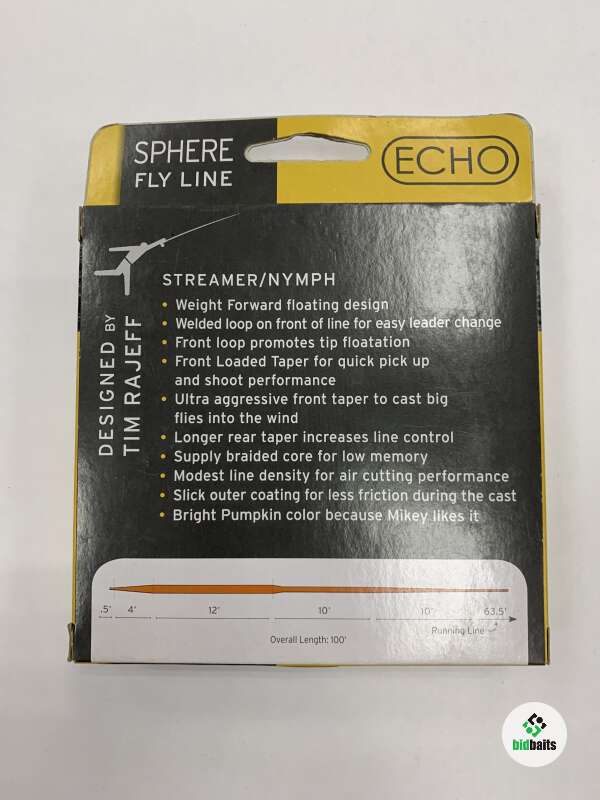 SPHERE
FLY LINE
ECHO
DESIGNED BY
TIM RAJEFF
STREAMER/NYMPH
• Weight Forward floating design
• Welded loop on front of line for easy leader change
• Front loop promotes tip floatation
• Front Loaded Taper for quick pick up
and shoot performance
• Ultra aggressive front taper to cast big
flies into the wind
• Longer rear taper increases line control
• Supply braided core for low memory
• Modest line density for air cutting performance
• Slick outer coating for less friction during the cast
• Bright Pumpkin color because Mikey likes it
.5' 4' 12' 10' 10' 63.5'
Running Line
Overall Length: 100'
bidbaits